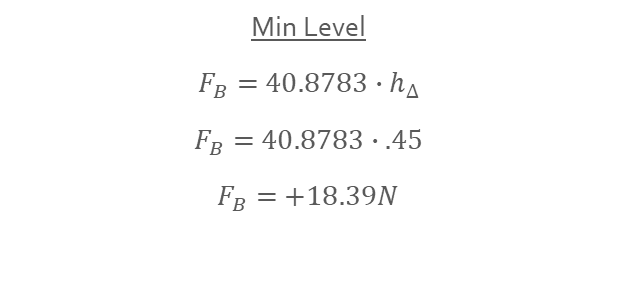 Min Level
F_B = 40.8783 · h_Δ
F_B = 40.8783 · .45
F_B = +18.39N